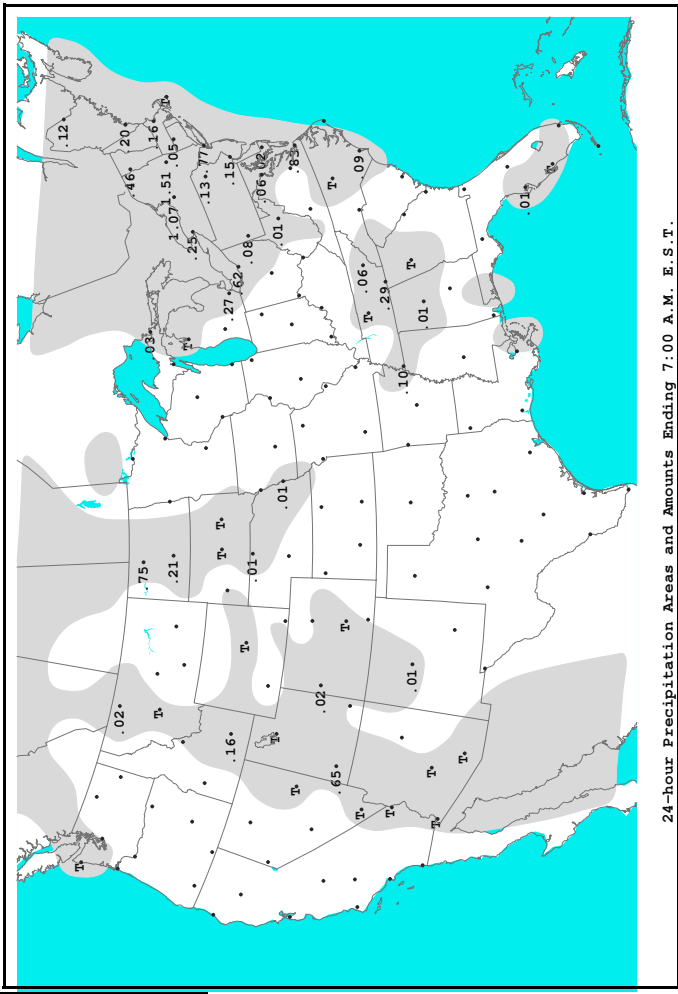 .12
T
.02
.20
.46
.75
.03
.16
T
T
1.51
.05
.21
1.07
T
.25
.77
.13
T
T
.27
.15
.16
.62
T
.08
.01
.06
.02
T
.01
.01
.83
T
.02
T
.65
T
.09
T
.06
T
.29
T
.10
T
.01
.01
T
T
T
.01
T
24-hour Precipitation Areas and Amounts Ending 7:00 A.M. E.S.T.